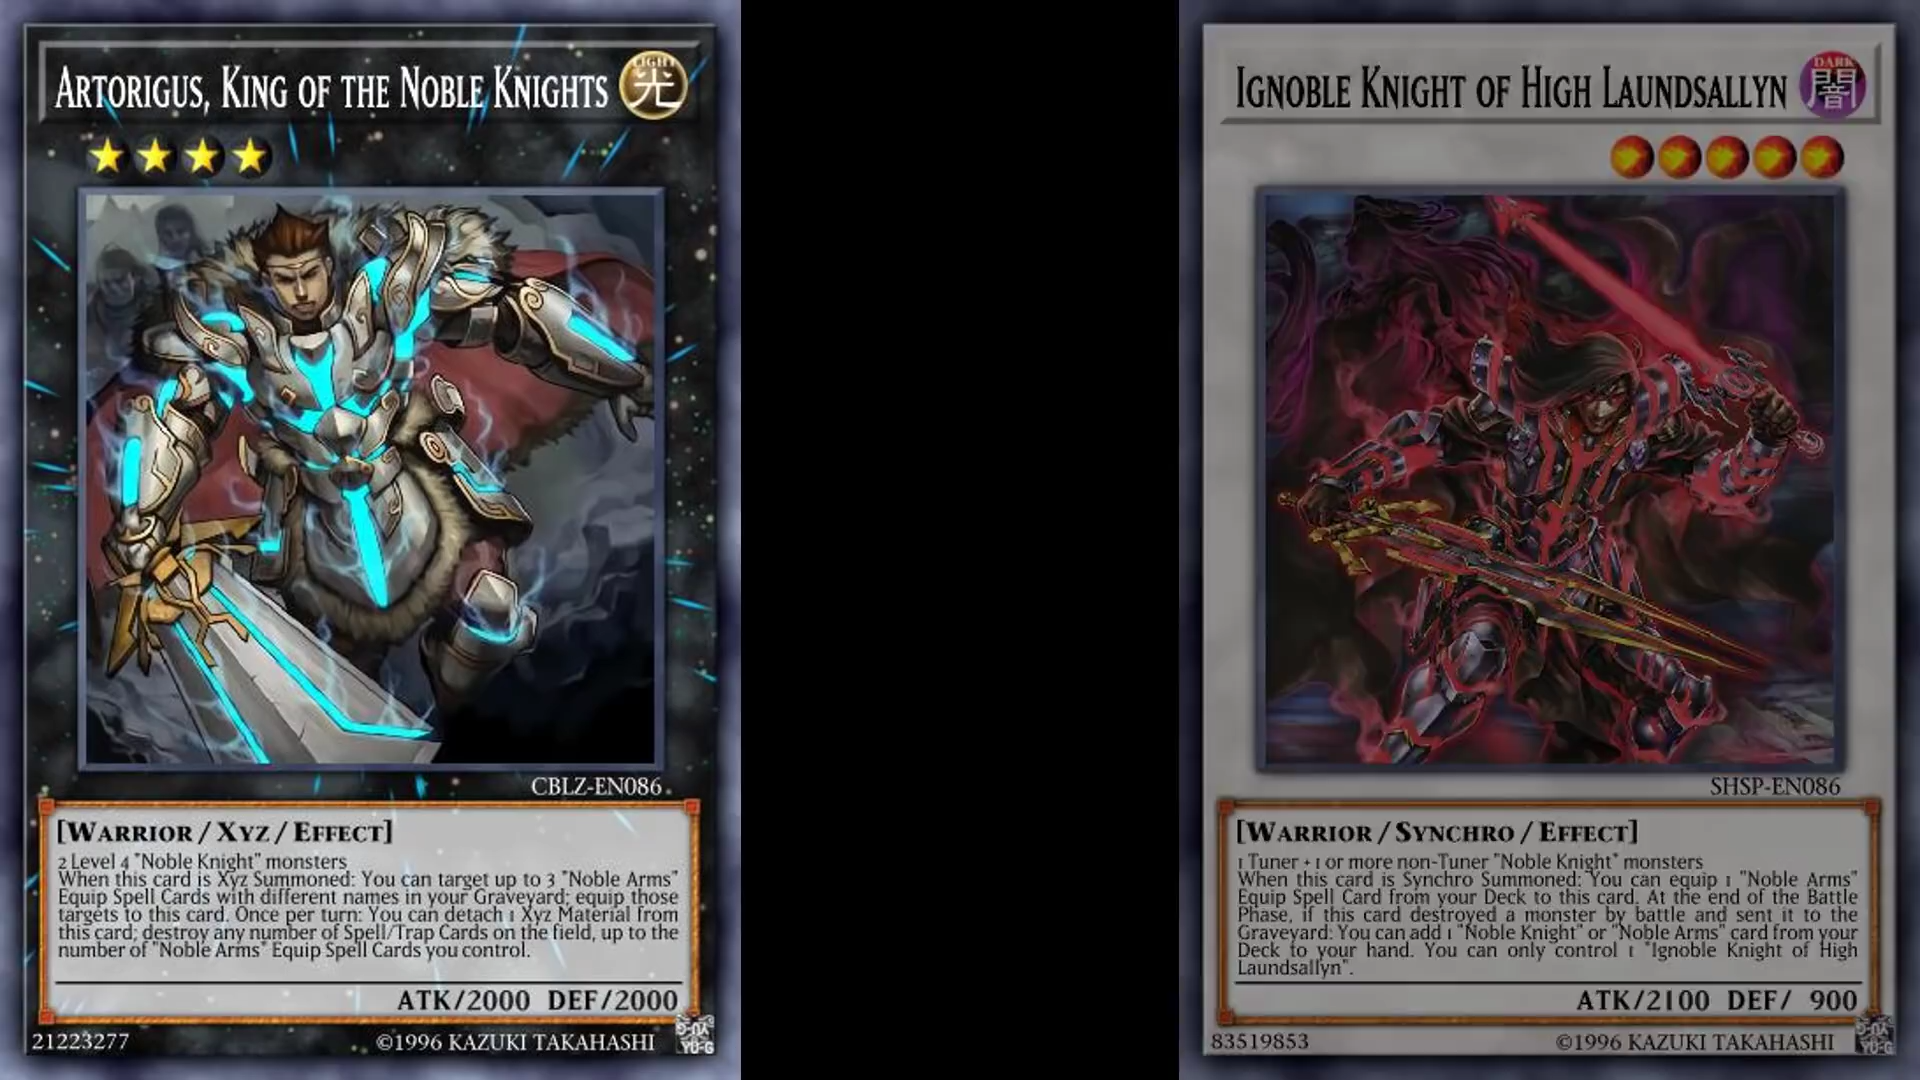 ARTORIGUS, KING OF THE NOBLE KNIGHTS
LIGHT
光
CBLZ-EN086
[WARRIOR / XYZ / EFFECT]
2 Level 4 "Noble Knight" monsters
When this card is Xyz Summoned: You can target up to 3 "Noble Arms"
Equip Spell Cards with different names in your Graveyard; equip those
targets to this card. Once per turn: You can detach 1 Xyz Material from
this card; destroy any number of Spell/Trap Cards on the field, up to the
number of "Noble Arms" Equip Spell Cards you control.
ATK/2000 DEF/2000
21223277
©1996 KAZUKI TAKAHASHI
IGNOBLE KNIGHT OF HIGH LAUNDSALLYN
DARK
闇
SHSP-EN086
[WARRIOR / SYNCHRO / EFFECT]
1 Tuner + 1 or more non-Tuner "Noble Knight" monsters
When this card is Synchro Summoned: You can equip 1 "Noble Arms"
Equip Spell Card from your Deck to this card. At the end of the Battle
Phase, if this card destroyed a monster by battle and sent it to the
Graveyard: You can add 1 "Noble Knight" or "Noble Arms" card from your
Deck to your hand. You can only control 1 "Ignoble Knight of High
Laundsallyn".
ATK/2100 DEF/ 900
83519853
©1996 KAZUKI TAKAHASHI